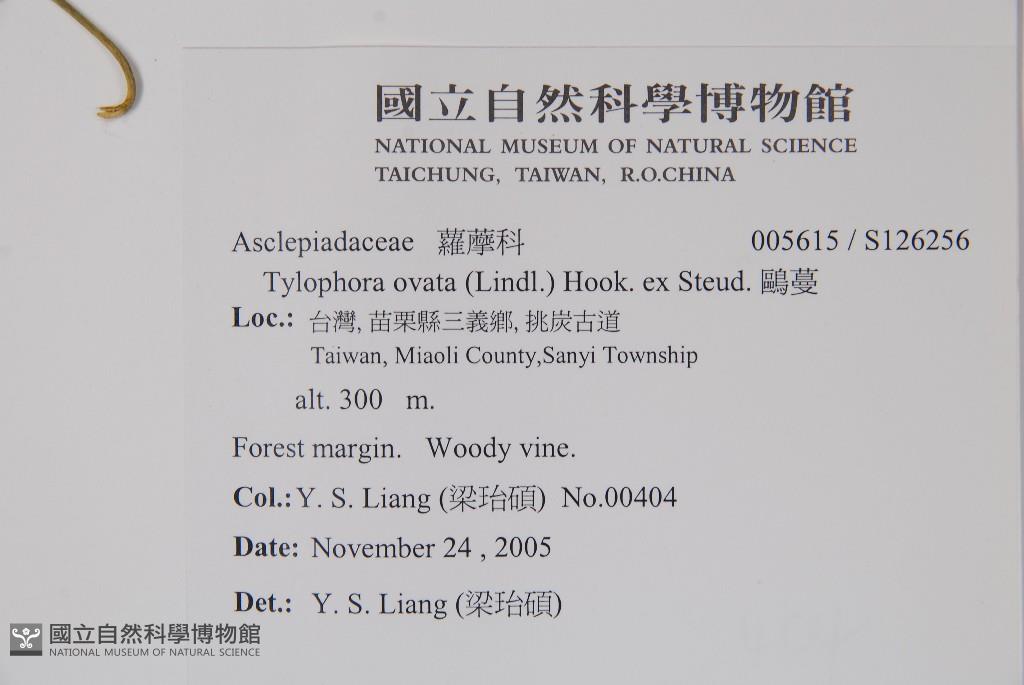 國立自然科學博物館
NATIONAL MUSEUM OF NATURAL SCIENCE
TAICHUNG, TAIWAN, R.O.CHINA
Asclepiadaceae 蘿藦科 005615 / S126256
Tylophora ovata (Lindl.) Hook. ex Steud. 鷗蔓
Loc.: 台灣, 苗栗縣三義鄉, 挑炭古道
Taiwan, Miaoli County,Sanyi Township
alt. 300 m.
Forest margin. Woody vine.
Col.: Y. S. Liang (梁珆碩) No.00404
Date: November 24 , 2005
Det.: Y. S. Liang (梁珆碩)
國立自然科學博物館
NATIONAL MUSEUM OF NATURAL SCIENCE